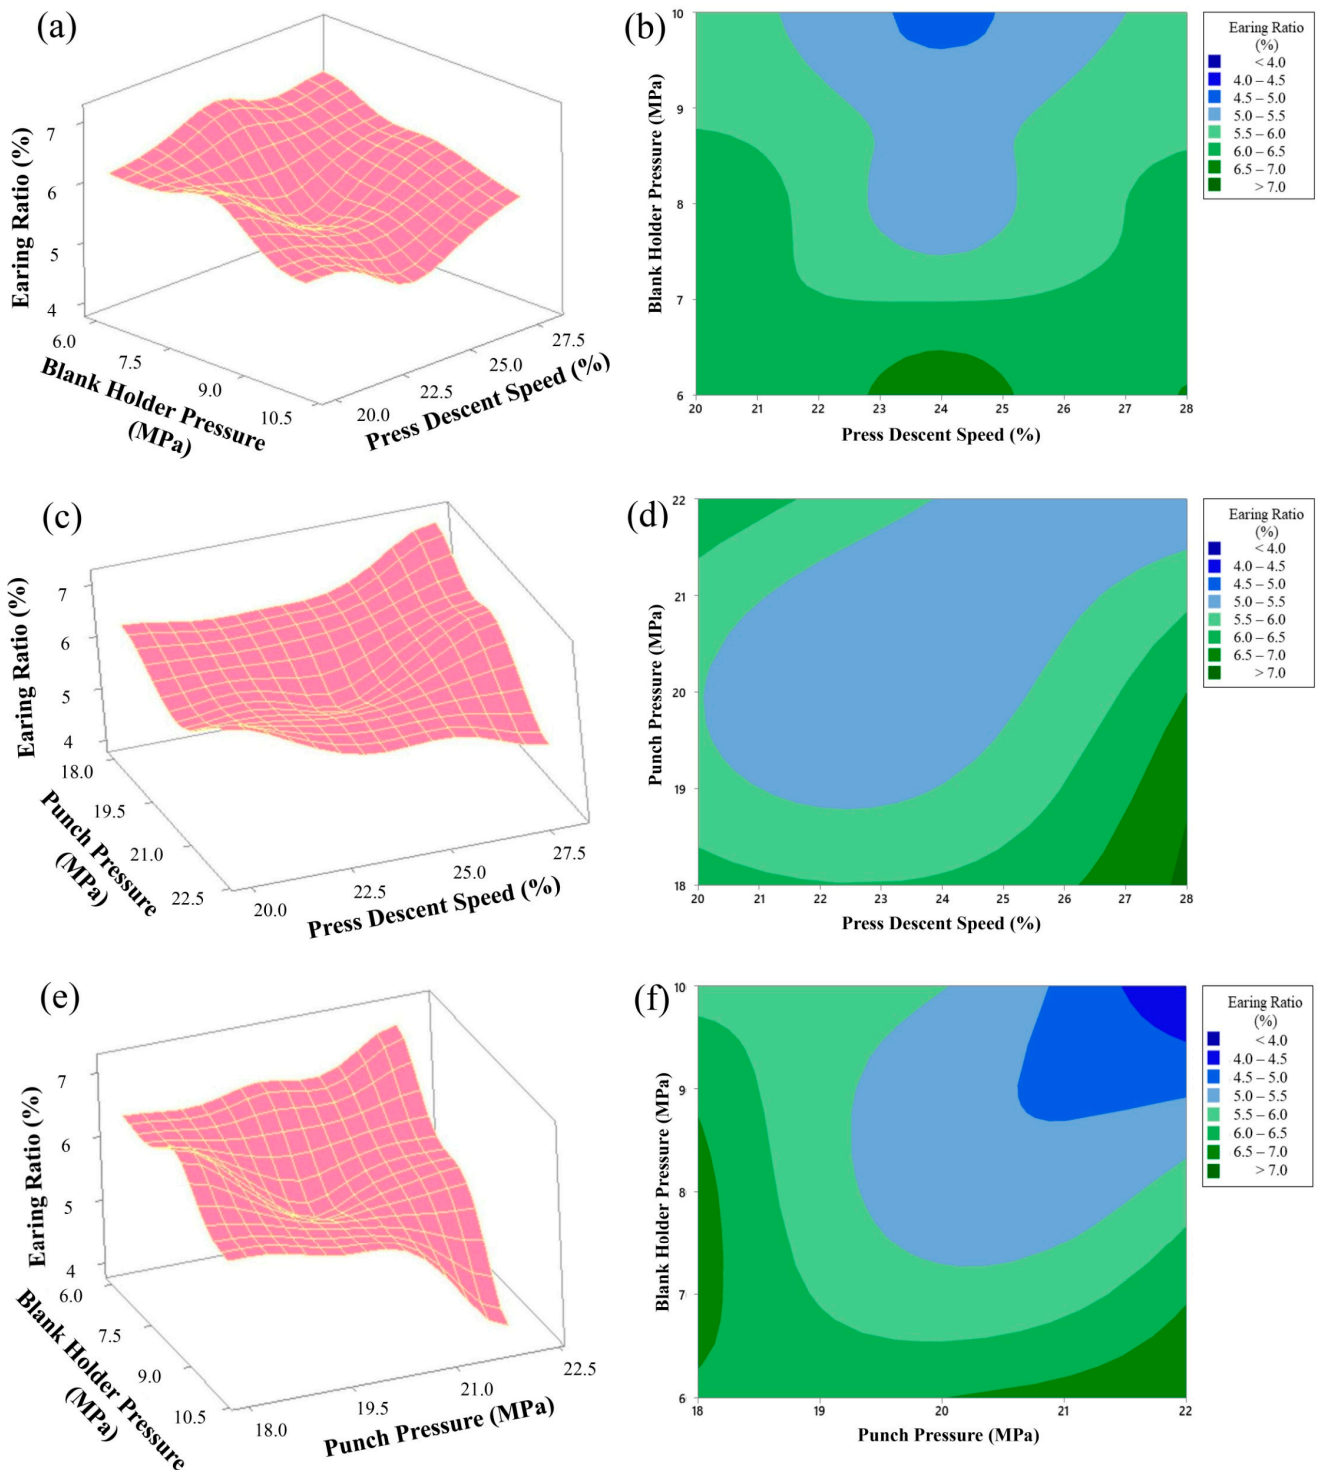 (a)
7
6
5
4
Earing Ratio (%)
6.0
7.5
9.0
10.5
Blank Holder Pressure
(MPa)
20.0
22.5
25.0
27.5
Press Descent Speed (%)
(b)
10
9
8
7
6
Blank Holder Pressure (MPa)
20 21 22 23 24 25 26 27 28
Press Descent Speed (%)
Earing Ratio
(%)
< 4.0
4.0 – 4.5
4.5 – 5.0
5.0 – 5.5
5.5 – 6.0
6.0 – 6.5
6.5 – 7.0
> 7.0
(c)
7
6
5
4
Earing Ratio (%)
18.0
19.5
21.0
22.5
Punch Pressure
(MPa)
20.0
22.5
25.0
27.5
Press Descent Speed (%)
(d)
22
21
20
19
18
Punch Pressure (MPa)
20 21 22 23 24 25 26 27 28
Press Descent Speed (%)
Earing Ratio
(%)
< 4.0
4.0 – 4.5
4.5 – 5.0
5.0 – 5.5
5.5 – 6.0
6.0 – 6.5
6.5 – 7.0
> 7.0
(e)
7
6
5
4
Earing Ratio (%)
6.0
7.5
9.0
10.5
Blank Holder Pressure
(MPa)
18.0
19.5
21.0
22.5
Punch Pressure (MPa)
(f)
10
9
8
7
6
Blank Holder Pressure (MPa)
18 19 20 21 22
Punch Pressure (MPa)
Earing Ratio
(%)
< 4.0
4.0 – 4.5
4.5 – 5.0
5.0 – 5.5
5.5 – 6.0
6.0 – 6.5
6.5 – 7.0
> 7.0